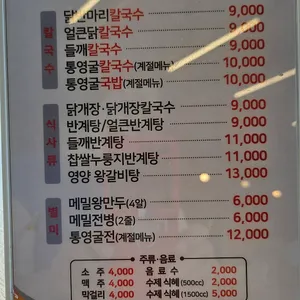 칼국수
닭반마리칼국수 9,000
얼큰닭칼국수 9,000
들깨칼국수 9,000
통영굴칼국수(계절메뉴) 10,000
통영굴국밥(계절메뉴) 10,000
식사류
닭개장·닭개장칼국수 9,000
반계탕/얼큰반계탕 9,000
들깨반계탕 11,000
찹쌀누룽지반계탕 11,000
영양 왕갈비탕 13,000
별미
메밀왕만두(4알) 6,000
메밀전병(2줄) 6,000
통영굴전(계절메뉴) 12,000
주류·음료
소 주 4,000 음 료 수 2,000
맥 주 4,000 수제 식혜(500cc) 2,000
막걸리 4,000 수제 식혜(1500cc) 5,000